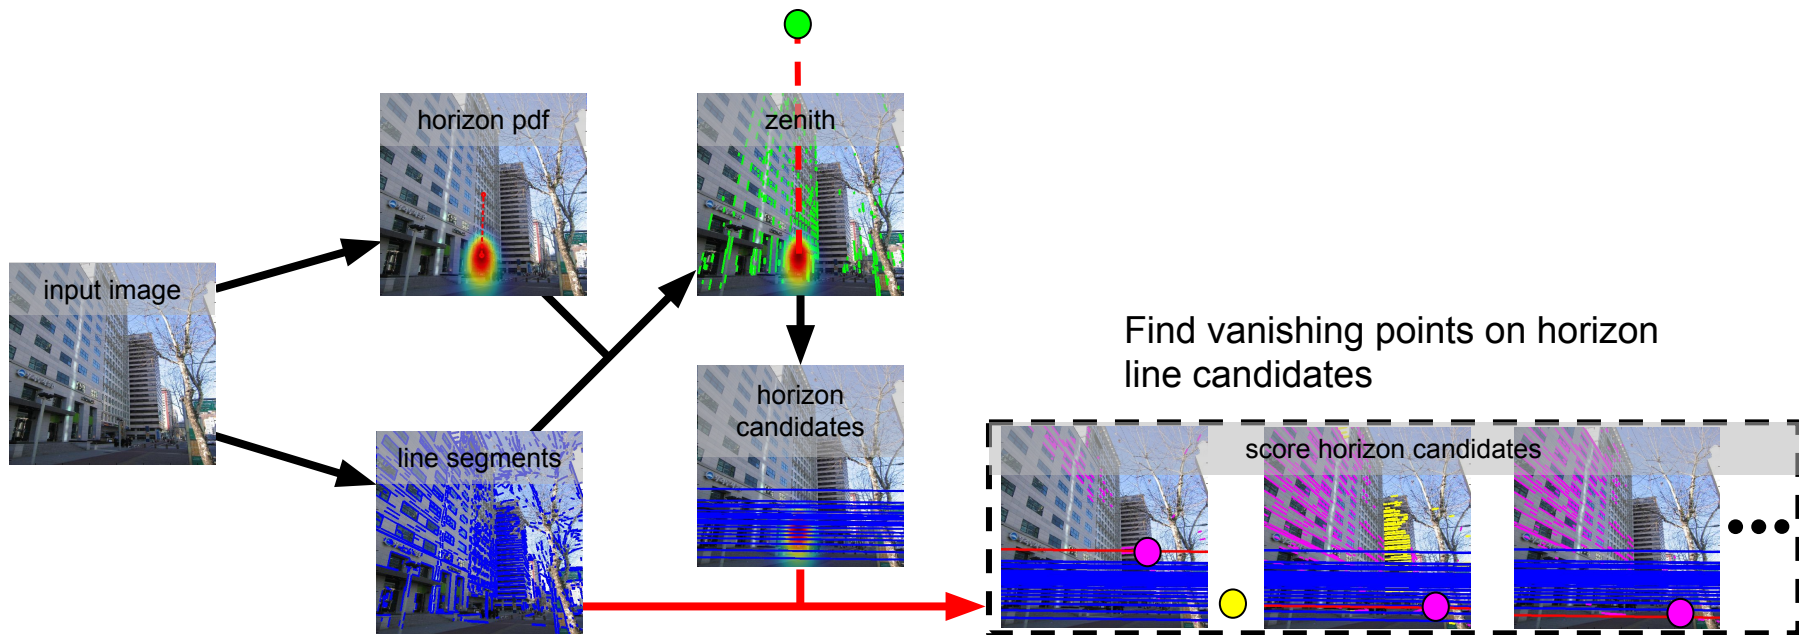 horizon pdf
zenith
input image
Find vanishing points on horizon
line candidates
horizon
candidates
line segments
score horizon candidates